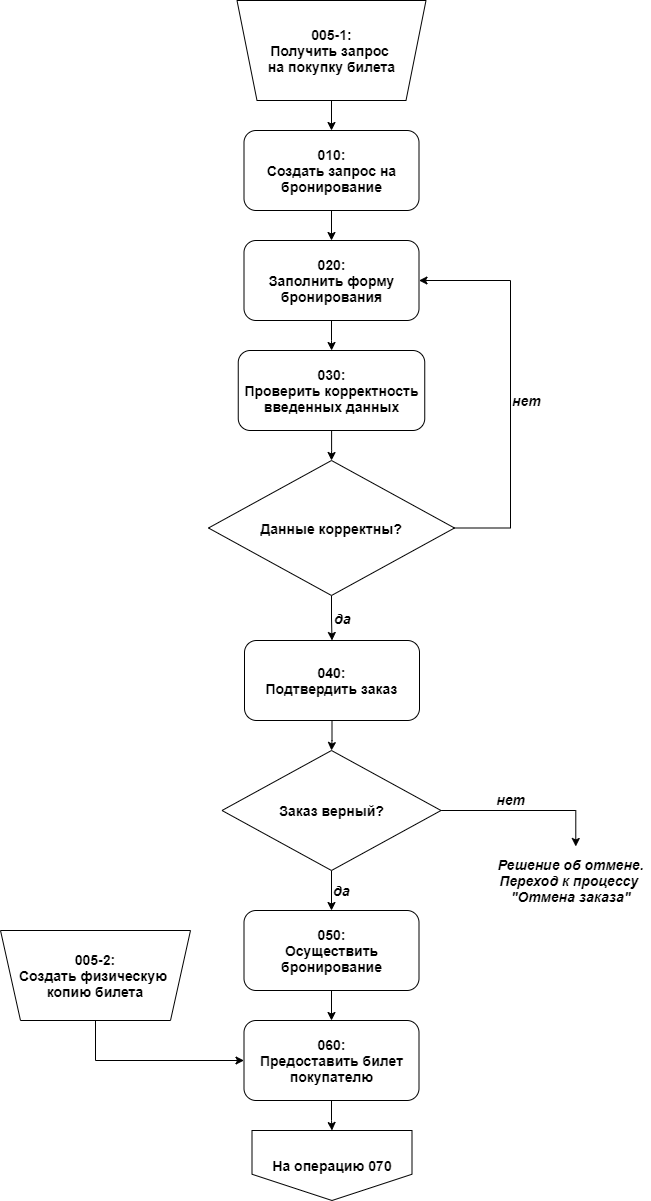 005-1:
Получить запрос
на покупку билета
010:
Создать запрос на
бронирование
020:
Заполнить форму
бронирования
030:
Проверить корректность
введенных данных
нет
Данные корректны?
да
040:
Подтвердить заказ
Заказ верный?
нет
Решение об отмене.
Переход к процессу
"Отмена заказа"
да
050:
Осуществить
бронирование
005-2:
Создать физическую
копию билета
060:
Предоставить билет
покупателю
На операцию 070